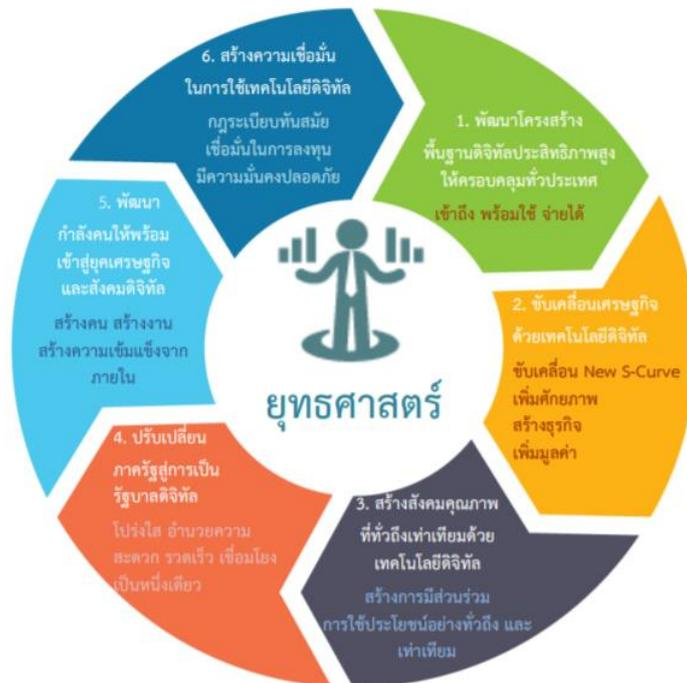 ยุทธศาสตร์
1. พัฒนาโครงสร้าง
พื้นฐานดิจิทัลประสิทธิภาพสูง
ให้ครอบคลุมทั่วประเทศ
เข้าถึง พร้อมใช้ จ่ายได้
2. ขับเคลื่อนเศรษฐกิจ
ด้วยเทคโนโลยีดิจิทัล
ขับเคลื่อน New S-Curve
เพิ่มศักยภาพ
สร้างธุรกิจ
เพิ่มมูลค่า
3. สร้างสังคมคุณภาพ
ที่ทั่วถึงเท่าเทียมด้วย
เทคโนโลยีดิจิทัล
สร้างการมีส่วนร่วม
การใช้ประโยชน์อย่างทั่วถึง และ
เท่าเทียม
4. ปรับเปลี่ยน
ภาครัฐสู่การเป็น
รัฐบาลดิจิทัล
โปร่งใส อำนวยความ
สะดวก รวดเร็ว เชื่อมโยง
เป็นหนึ่งเดียว
5. พัฒนา
กำลังคนให้พร้อม
เข้าสู่ยุคเศรษฐกิจ
และสังคมดิจิทัล
สร้างคน สร้างงาน
สร้างความเข้มแข็งจาก
ภายใน
6. สร้างความเชื่อมั่น
ในการใช้เทคโนโลยีดิจิทัล
กฎระเบียบทันสมัย
เชื่อมั่นในการลงทุน
มีความมั่นคงปลอดภัย